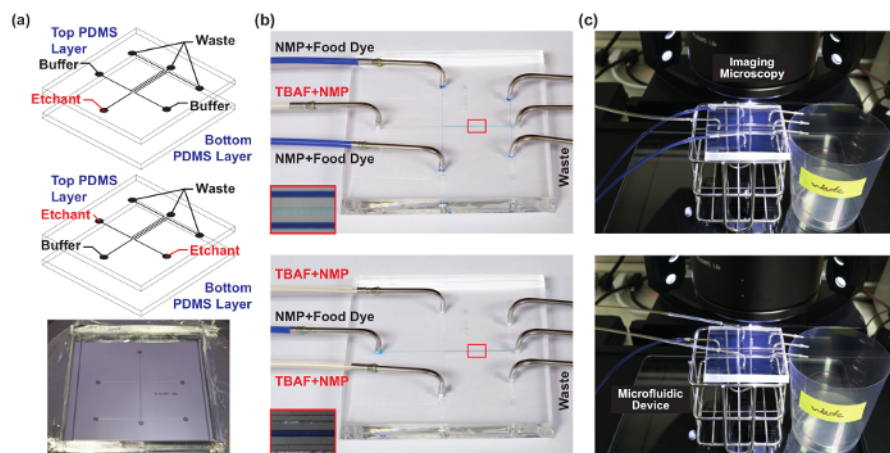 (a)
Top PDMS
Layer
Waste
Buffer
Etchant
Buffer
Bottom
PDMS Layer
Top PDMS
Layer
Waste
Etchant
Buffer
Etchant
Bottom
PDMS Layer
(b)
NMP+Food Dye
TBAF+NMP
NMP+Food Dye
Waste
TBAF+NMP
NMP+Food Dye
TBAF+NMP
Waste
(c)
Imaging
Microscopy
waste
Microfluidic
Device
waste